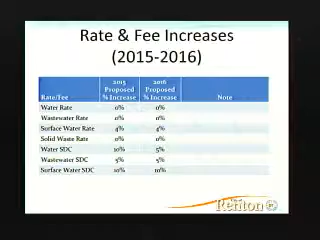 Rate & Fee Increases
(2015-2016)
Rate/Fee 2015 Proposed % Increase 2016 Proposed % Increase Note
Water Rate 0% 0%
Wastewater Rate 0% 0%
Surface Water Rate 4% 4%
Solid Waste Rate 0% 0%
Water SDC 10% 5%
Wastewater SDC 5% 5%
Surface Water SDC 10% 10%
Renton